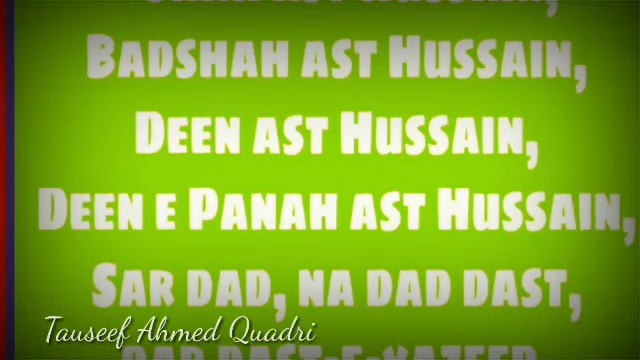 BADSHAH AST HUSSAIN,
DEEN AST HUSSAIN,
DEEN E PANAH AST HUSSAIN,
SAR DAD, NA DAD DAST,
Tauseef Ahmed Quadri